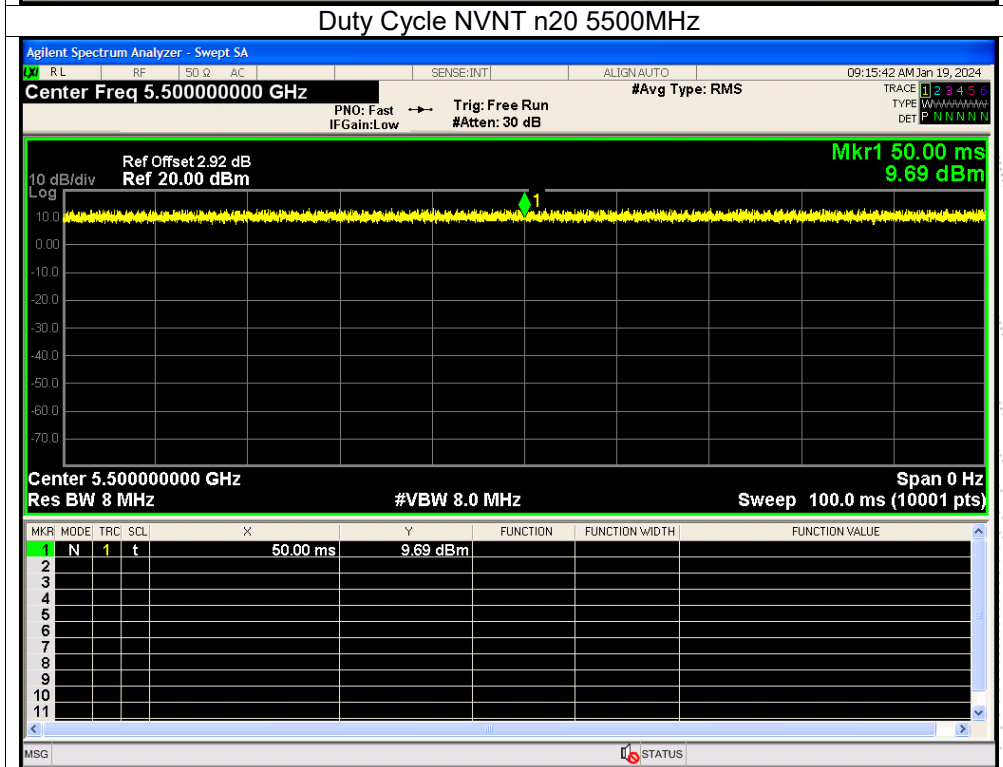 Duty Cycle NVNT n20 5500MHz
Agilent Spectrum Analyzer - Swept SA
LXI RL RF 50 Ω AC SENSE:INT ALIGN AUTO 09:15:42 AM Jan 19, 2024
Center Freq 5.500000000 GHz #Avg Type: RMS TRACE 1 2 3 4 5 6
PNO: Fast Trig: Free Run TYPE WWWWWW
IFGain:Low #Atten: 30 dB DET P N N N N N
Mkr1 50.00 ms
Ref Offset 2.92 dB
10 dB/div Ref 20.00 dBm 9.69 dBm
Log
1
10.0
0.00
-10.0
-20.0
-30.0
-40.0
-50.0
-60.0
-70.0
Center 5.500000000 GHz Span 0 Hz
Res BW 8 MHz #VBW 8.0 MHz Sweep 100.0 ms (10001 pts)
MKR MODE TRC SCL X Y FUNCTION FUNCTION WIDTH FUNCTION VALUE
1 N 1 t 50.00 ms 9.69 dBm
2
3
4
5
6
7
8
9
10
11
MSG STATUS